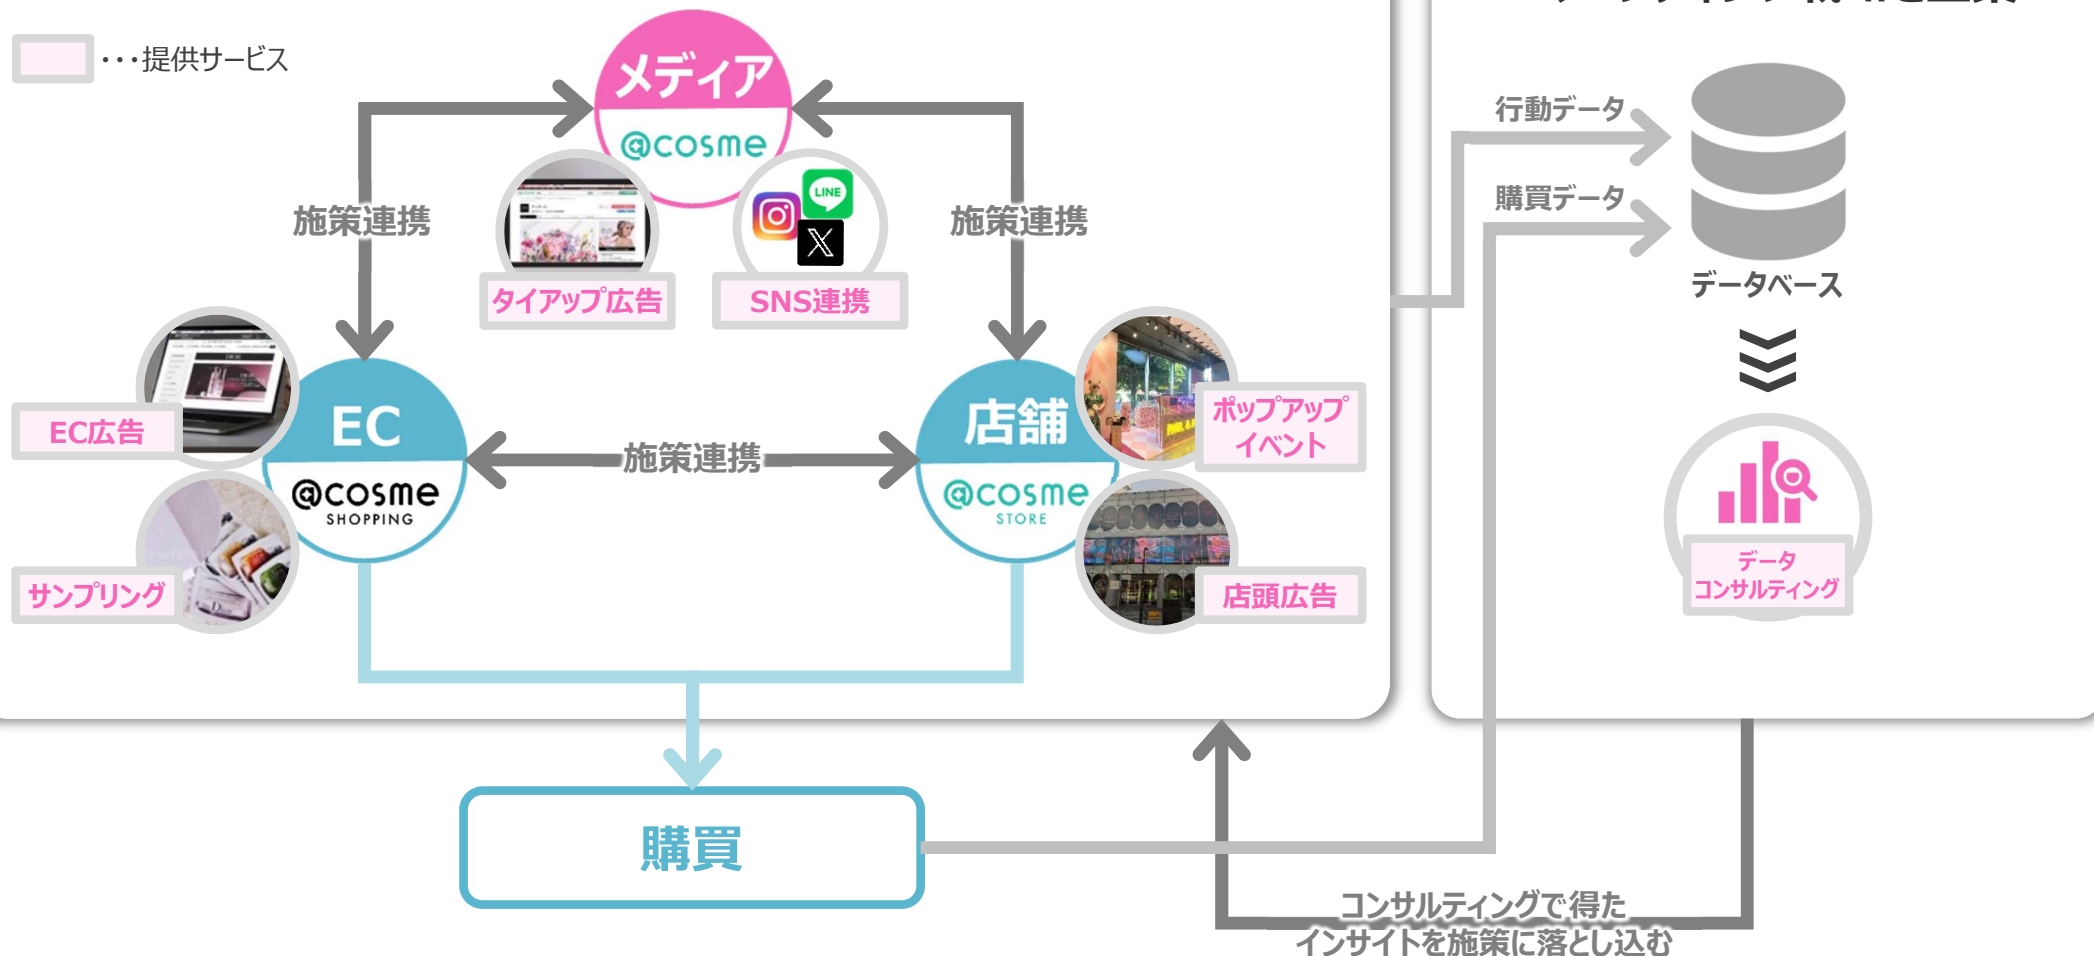 ・・・提供サービス
メディア
@cosme
LINE
タイアップ広告
SNS連携
施策連携
施策連携
EC広告
EC
@cosme
SHOPPING
サンプリング
施策連携
店舗
@cosme
STORE
ポップアップ
イベント
店頭広告
購買
行動データ
購買データ
データベース
データ
コンサルティング
コンサルティングで得た
インサイトを施策に落とし込む